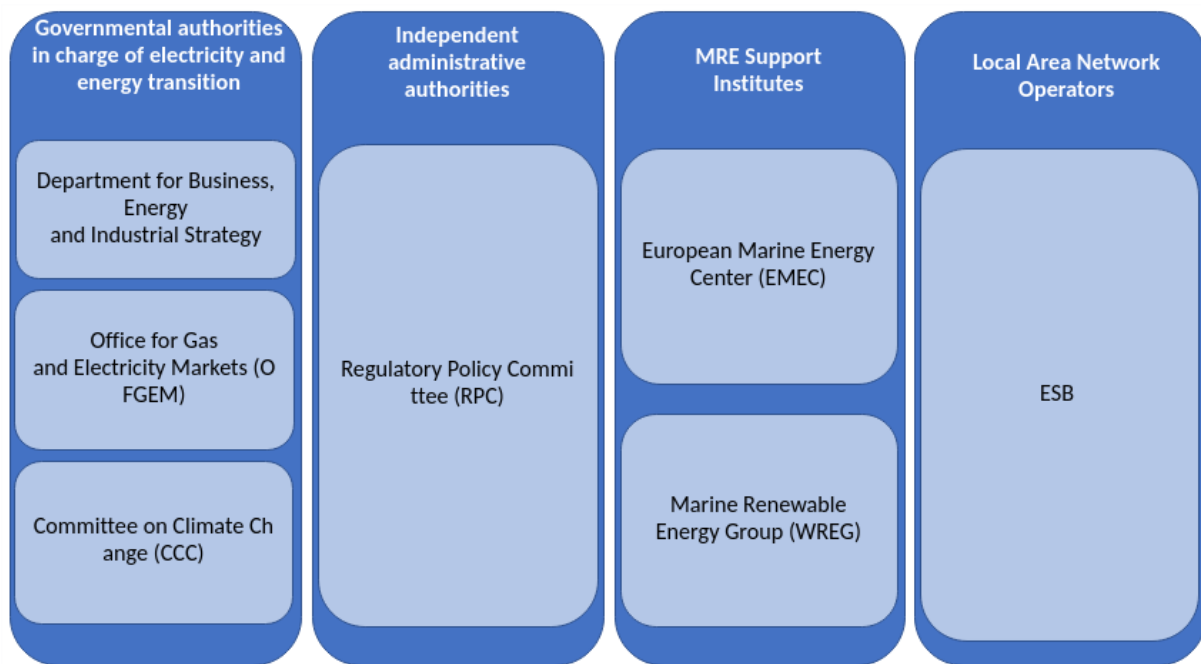 Governmental authorities
in charge of electricity and
energy transition
Department for Business,
Energy
and Industrial Strategy
Office for Gas
and Electricity Markets (O
FGEM)
Committee on Climate Ch
ange (CCC)
Independent
administrative
authorities
Regulatory Policy Commi
ttee (RPC)
MRE Support
Institutes
European Marine Energy
Center (EMEC)
Marine Renewable
Energy Group (WREG)
Local Area Network
Operators
ESB